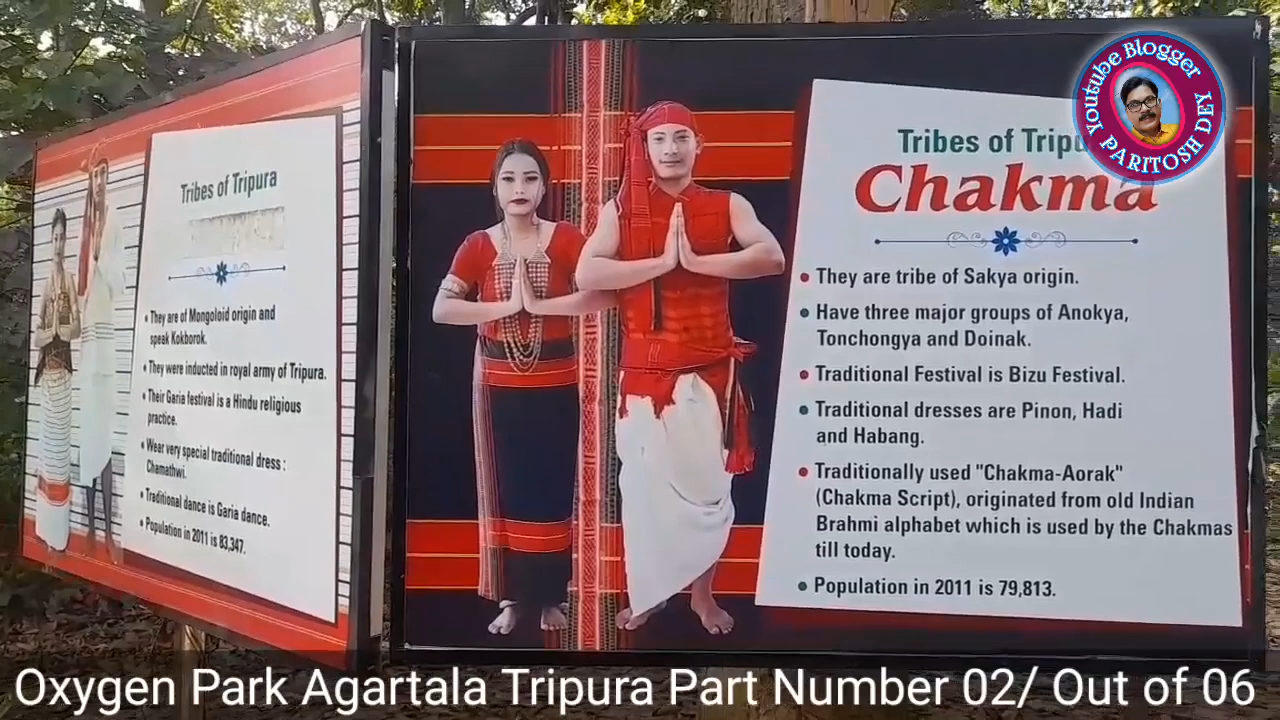 Tribes of Tripura
• They are of Mongoloid origin and
speak Kokborok.
• They were inducted in royal army of Tripura.
• Their Garia festival is a Hindu religious
practice.
• Wear very special traditional dress :
Chamathwi.
• Traditional dance is Garia dance.
• Population in 2011 is 83,347.
Tribes of Tripu
Chakma
• They are tribe of Sakya origin.
• Have three major groups of Anokya,
Tonchongya and Doinak.
• Traditional Festival is Bizu Festival.
• Traditional dresses are Pinon, Hadi
and Habang.
• Traditionally used "Chakma-Aorak"
(Chakma Script), originated from old Indian
Brahmi alphabet which is used by the Chakmas
till today.
• Population in 2011 is 79,813.
Youtube Blogger
PARITOSH DEY
Oxygen Park Agartala Tripura Part Number 02/ Out of 06